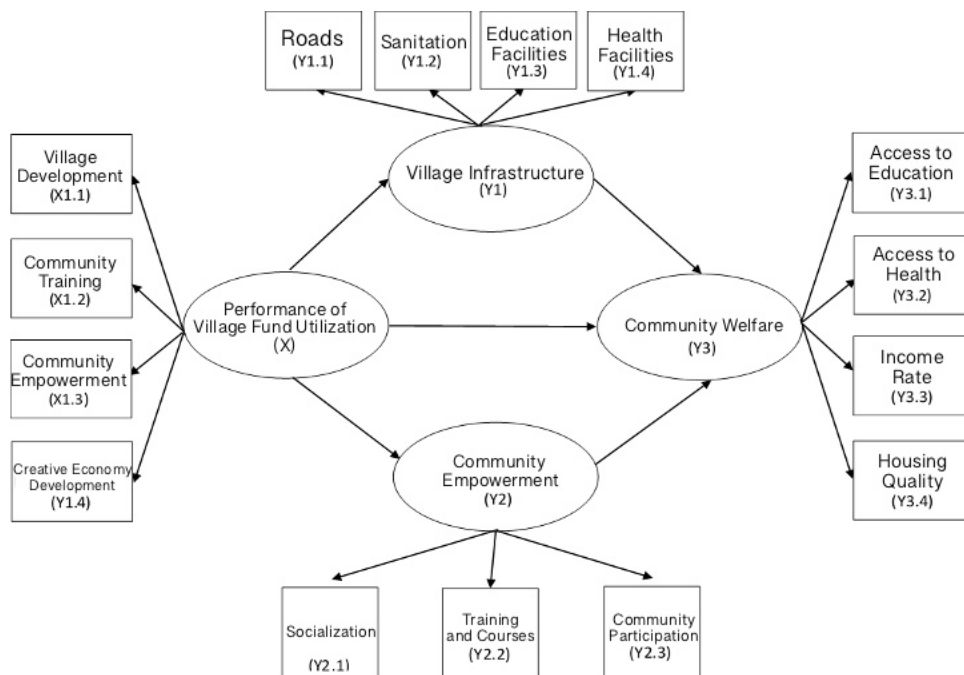 Roads
(Y1.1)
Sanitation
(Y1.2)
Education
Facilities
(Y1.3)
Health
Facilities
(Y1.4)
Village
Development
(X1.1)
Village Infrastructure
(Y1)
Access to
Education
(Y3.1)
Community
Training
(X1.2)
Access to
Health
(Y3.2)
Performance of
Village Fund Utilization
(X)
Community Welfare
(Y3)
Community
Empowerment
(X1.3)
Income
Rate
(Y3.3)
Creative Economy
Development
(Y1.4)
Community
Empowerment
(Y2)
Housing
Quality
(Y3.4)
Socialization
(Y2.1)
Training
and Courses
(Y2.2)
Community
Participation
(Y2.3)